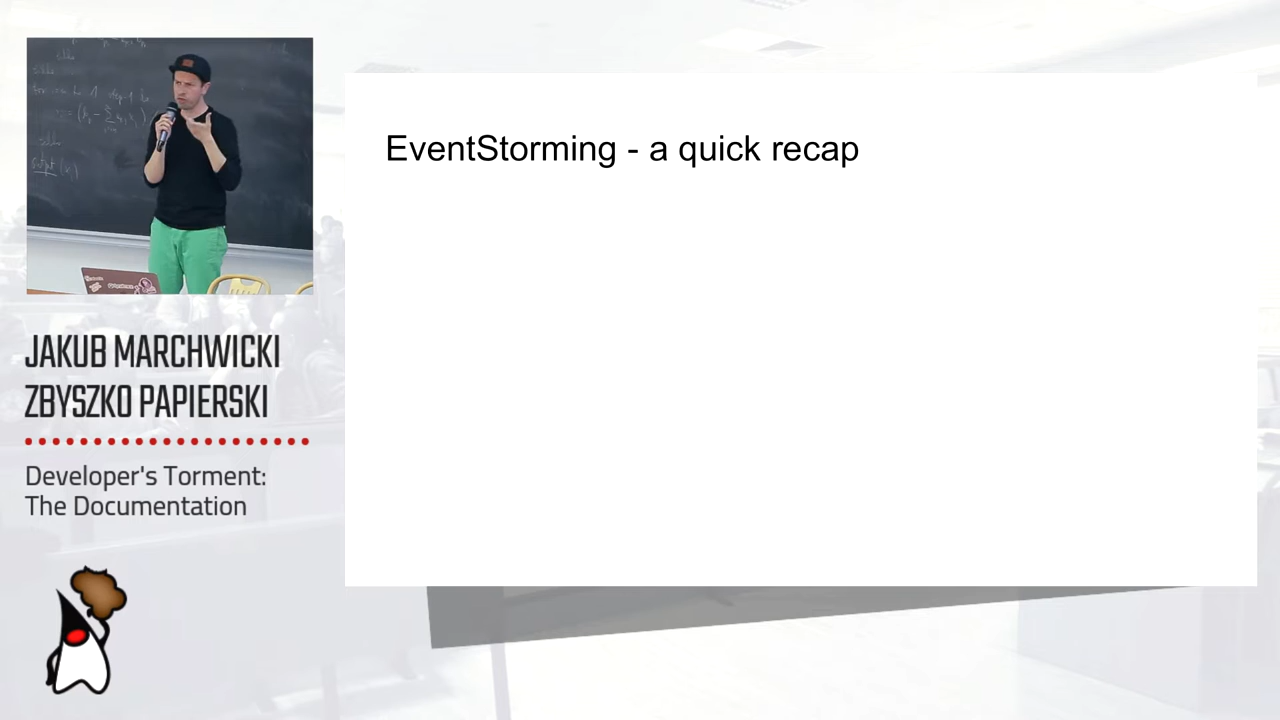 JAKUB MARCHWICKI
ZBYSZKO PAPIERSKI
Developer's Torment:
The Documentation
EventStorming - a quick recap